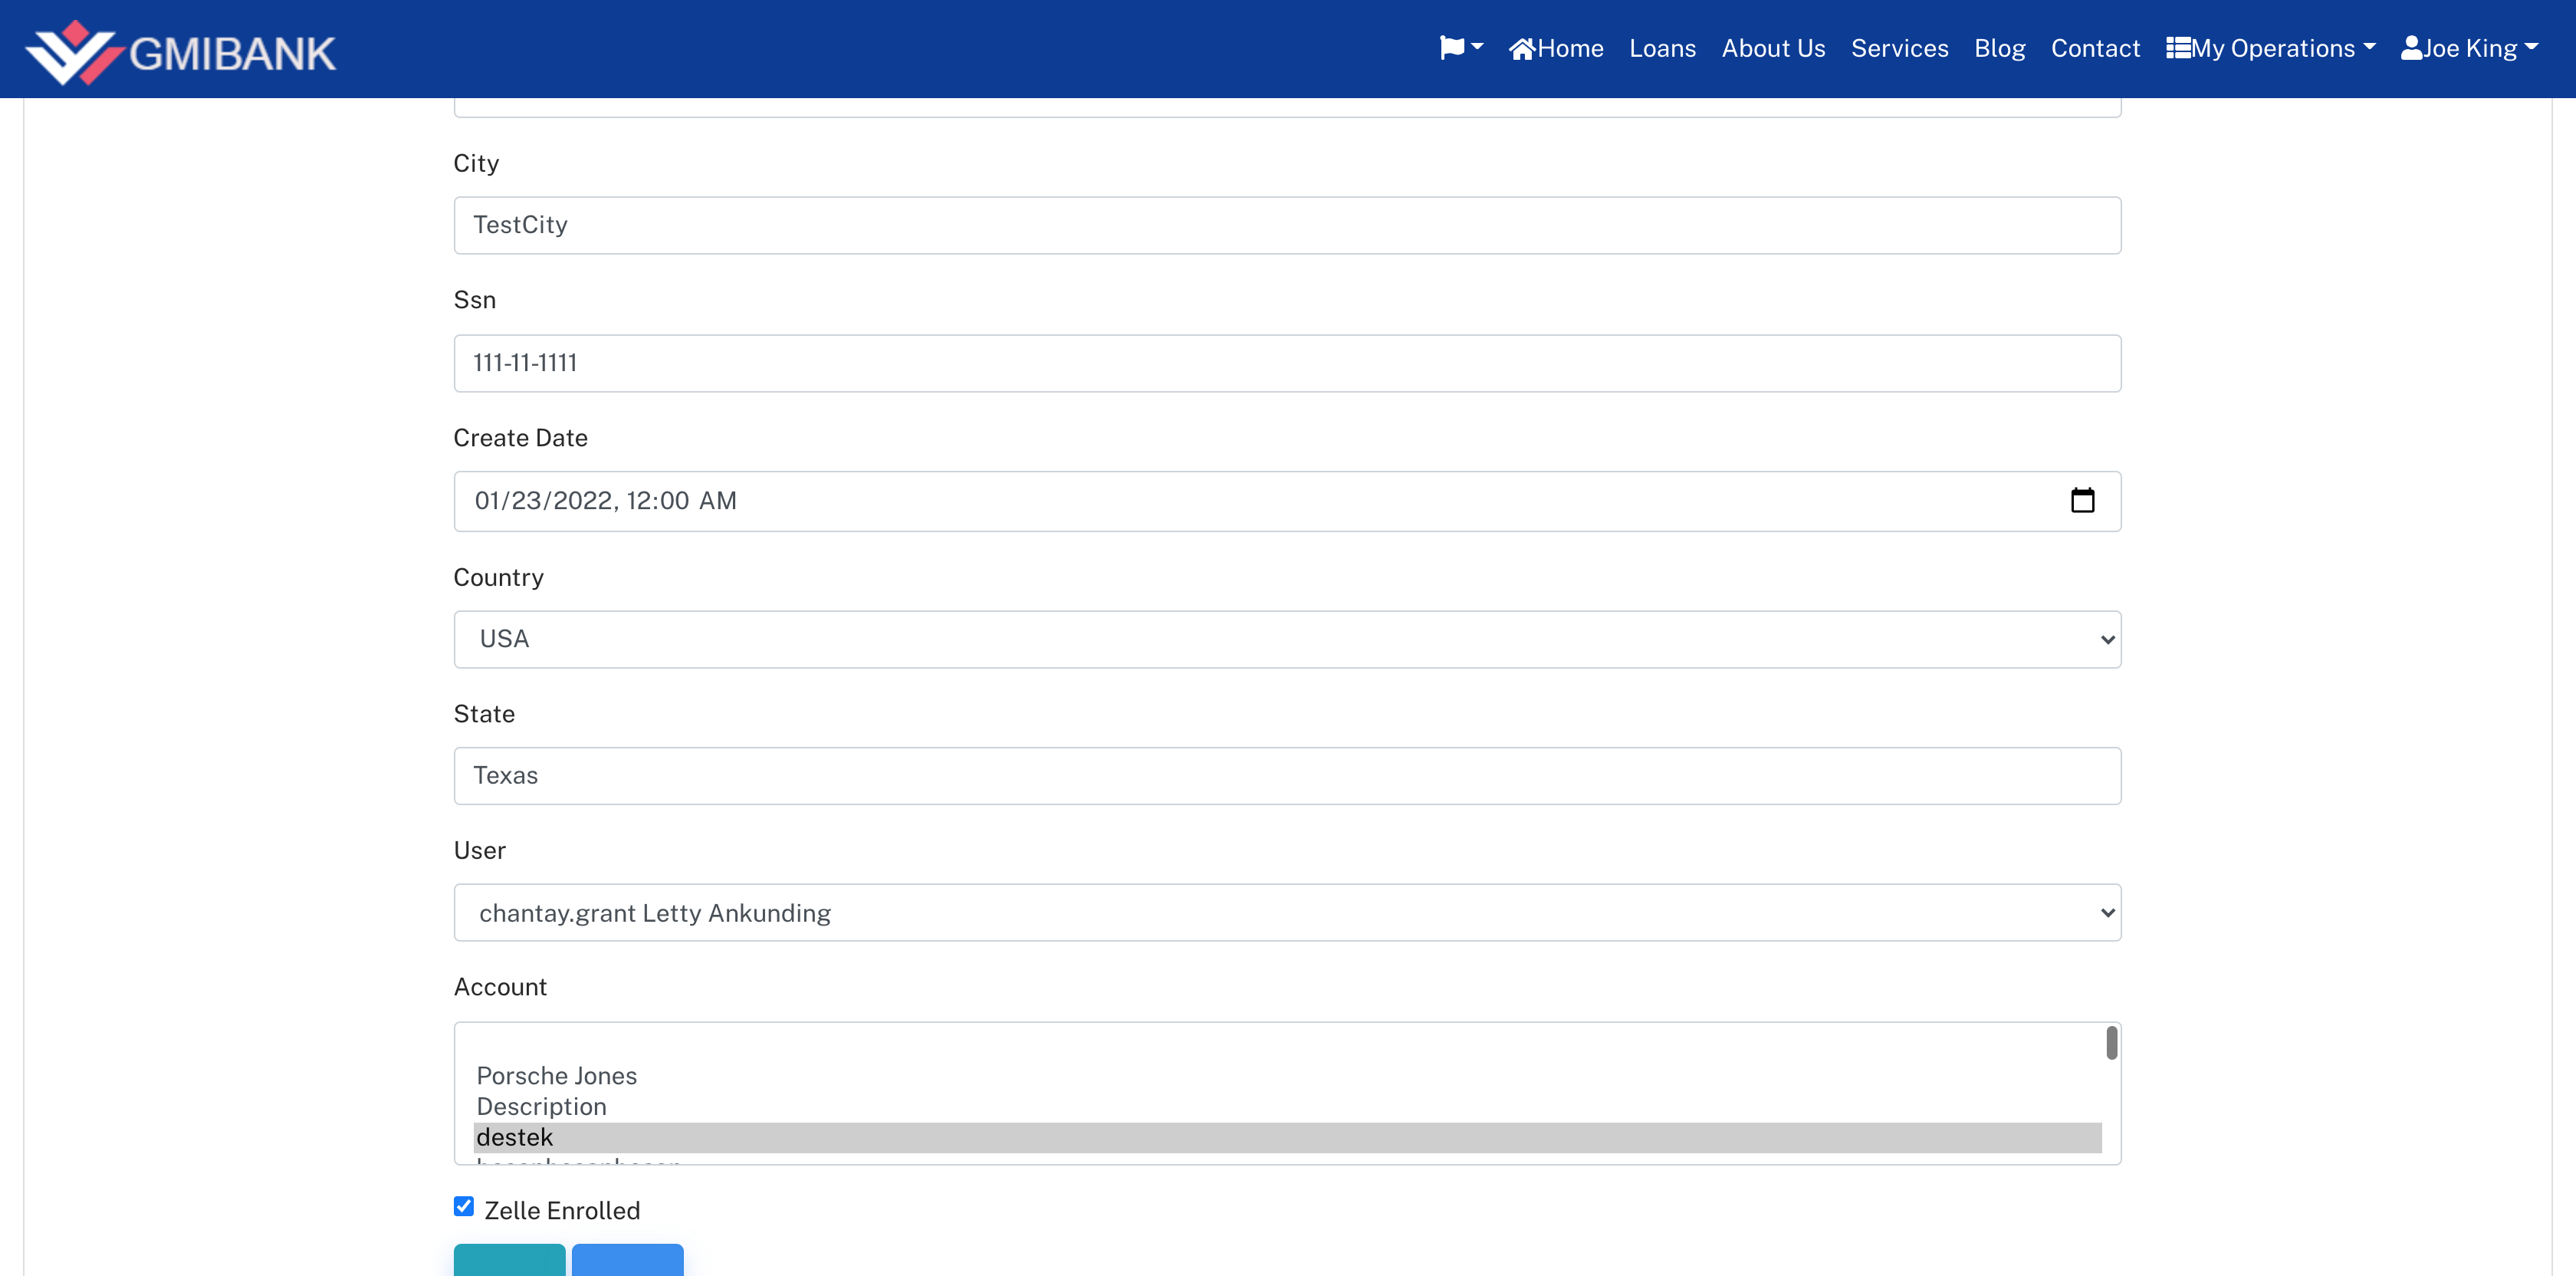 GMIBANK
Home Loans About Us Services Blog Contact My Operations Joe King
City
TestCity
Ssn
111-11-1111
Create Date
01/23/2022, 12:00 AM
Country
USA
State
Texas
User
chantay.grant Letty Ankunding
Account
Porsche Jones
Description
destek
Zelle Enrolled